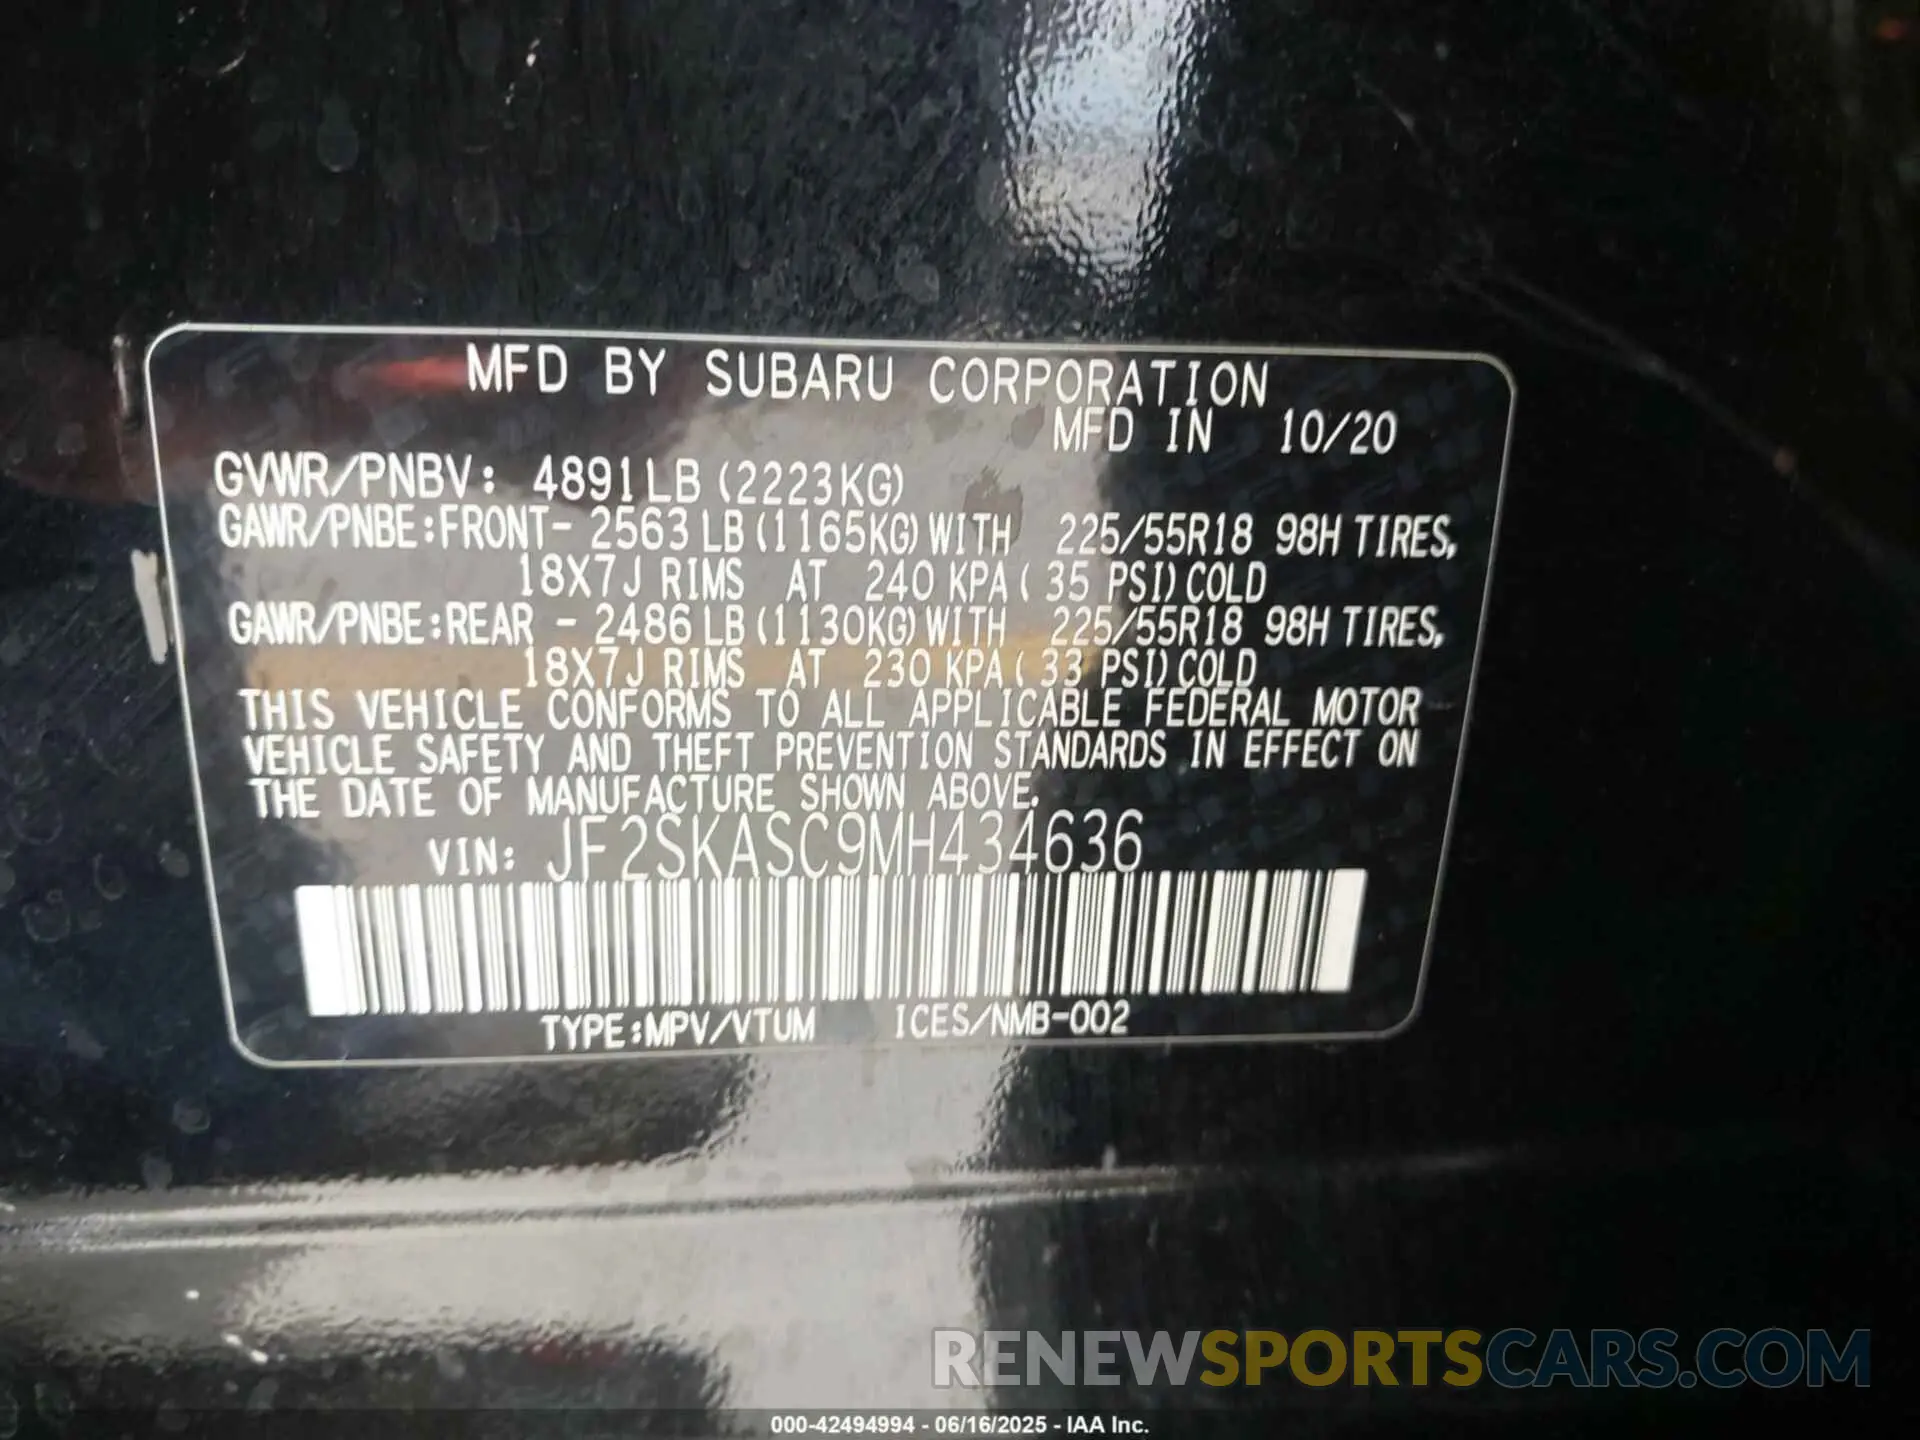 MFD BY SUBARU CORPORATION
MFD IN 10/20
GVWR/PNBV: 4891LB (2223KG)
GAWR/PNBE:FRONT- 2563 LB (1165KG) WITH 225/55R18 98H TIRES,
18X7J RIMS AT 240 KPA ( 35 PSI) COLD
GAWR/PNBE:REAR - 2486 LB (1130KG) WITH 225/55R18 98H TIRES,
18X7J RIMS AT 230 KPA ( 33 PSI) COLD
THIS VEHICLE CONFORMS TO ALL APPLICABLE FEDERAL MOTOR
VEHICLE SAFETY AND THEFT PREVENTION STANDARDS IN EFFECT ON
THE DATE OF MANUFACTURE SHOWN ABOVE.
VIN: JF2SKASC9MH434636
TYPE:MPV/VTUM ICES/NMB-002
RENEWSPORTSCARS.COM
000-42494994 - 06/16/2025 - IAA Inc.